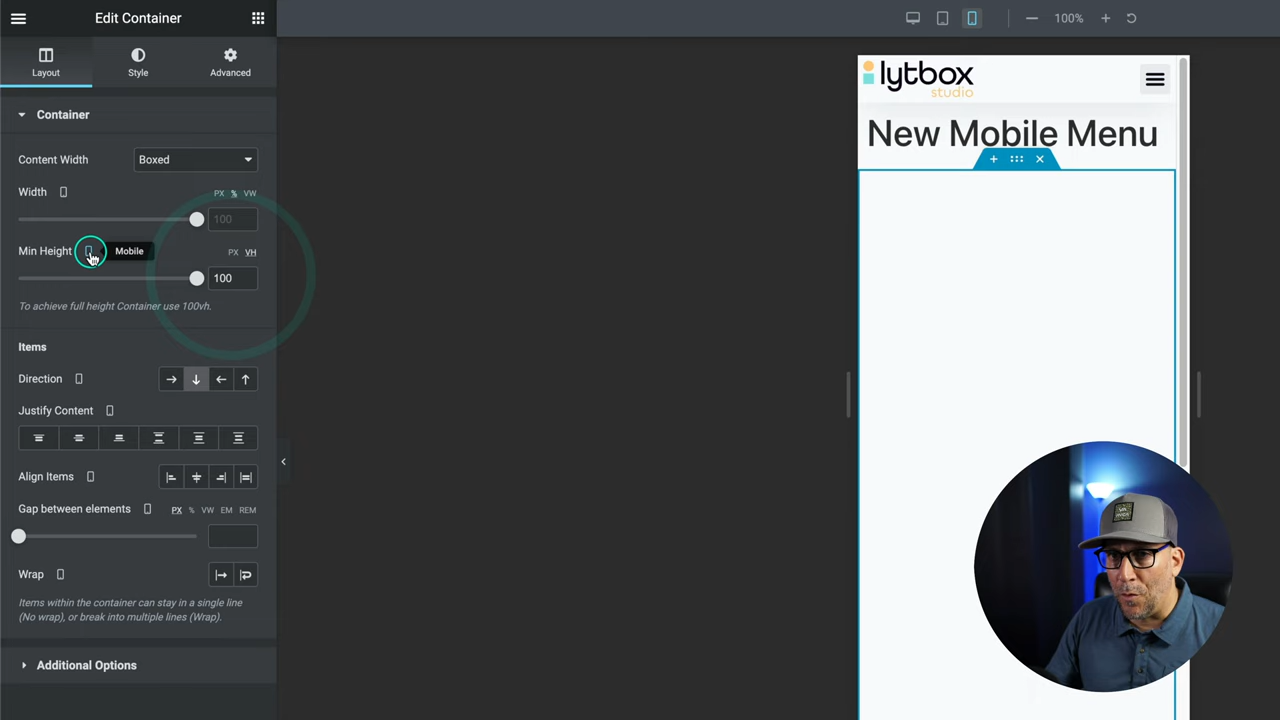 Edit Container
100%
Layout
Style
Advanced
lytbox
studio
Container
New Mobile Menu
Content Width
Boxed
Width
PX % VW
100
Min Height
Mobile
PX VH
100
To achieve full height Container use 100vh.
Items
Direction
Justify Content
Align Items
Gap between elements
PX % VW EM REM
Wrap
Items within the container can stay in a single line
(No wrap), or break into multiple lines (Wrap).
Additional Options